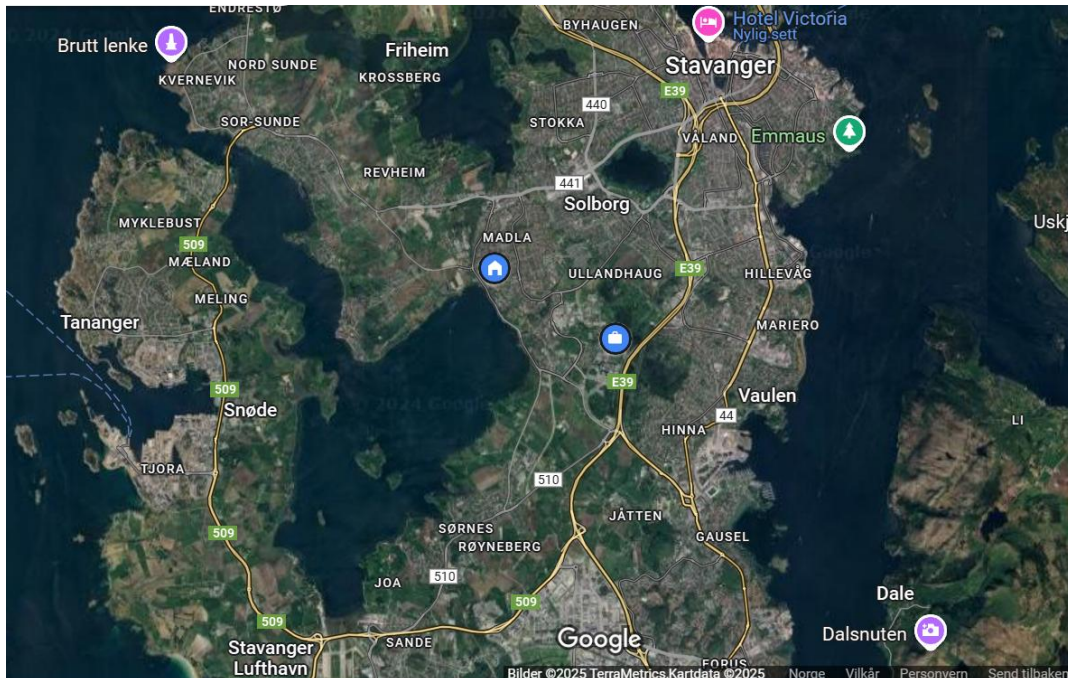 ENDRESTØ
BYHAUGEN
Hotel Victoria
Nylig sett
Brutt lenke
Friheim
Stavanger
NORD SUNDE
KROSSBERG
KVERNEVIK
E39
440
SOR-SUNDE
STOKKA
VÅLAND
Emmaus
REVHEIM
441
Solborg
MYKLEBUST
MADLA
Uskj
509
MÆLAND
ULLANDHAUG
E39
HILLEVÅG
MELING
Tananger
MARIERO
509
E39
Vaulen
Snøde
44
HINNA
LI
TJORA
510
509
SØRNES
JÅTTEN
RØYNEBERG
GAUSEL
JOA
510
Dale
509
509
Stavanger
Lufthavn
SANDE
Google
Dalsnuten
FORUS
Bilder ©2025 TerraMetrics,Kartdata ©2025 Norge Vilkår Personvern Send tilbaken